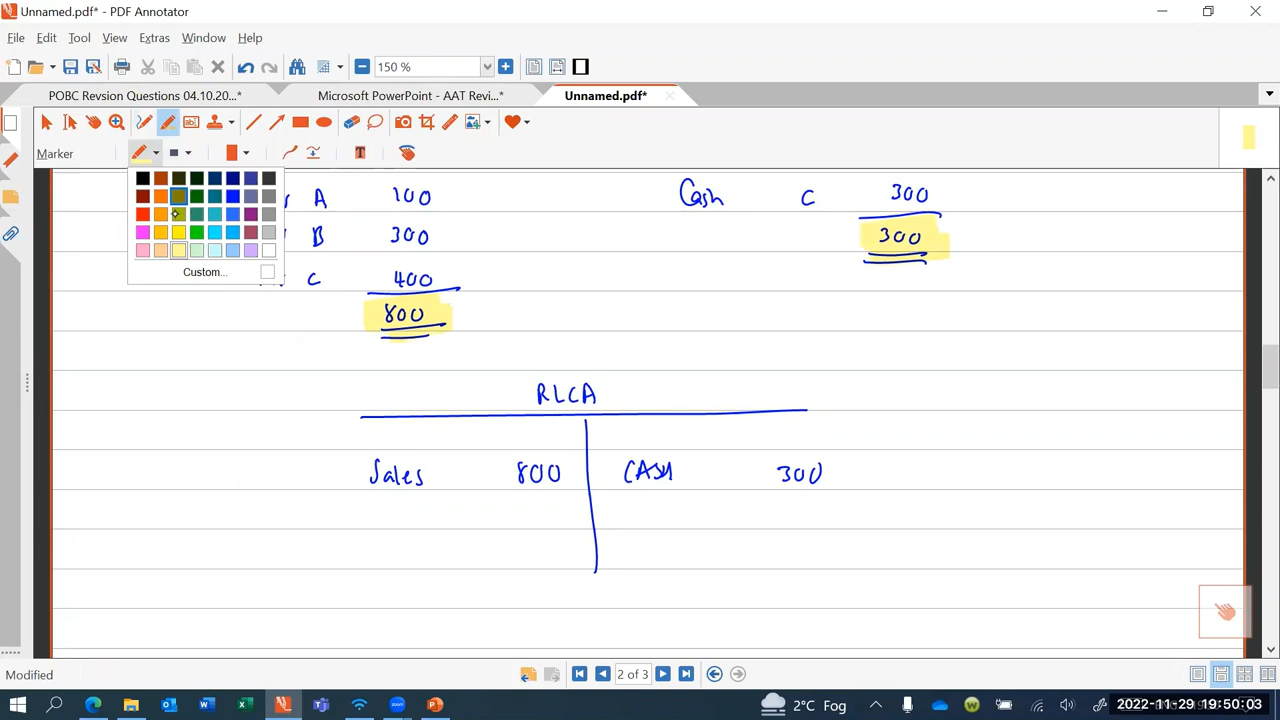 Unnamed.pdf* - PDF Annotator
File Edit Tool View Extras Window Help
150 %
POBC Revsion Questions 04.10.20...* Microsoft PowerPoint - AAT Revi...* Unnamed.pdf*
Marker
Custom...
A 100 Cash C 300
B 300 300
C 400
800
RLCA
Sales 800 CASH 300
Modified
2 of 3
2°C Fog
2022-11-29 19:50:03